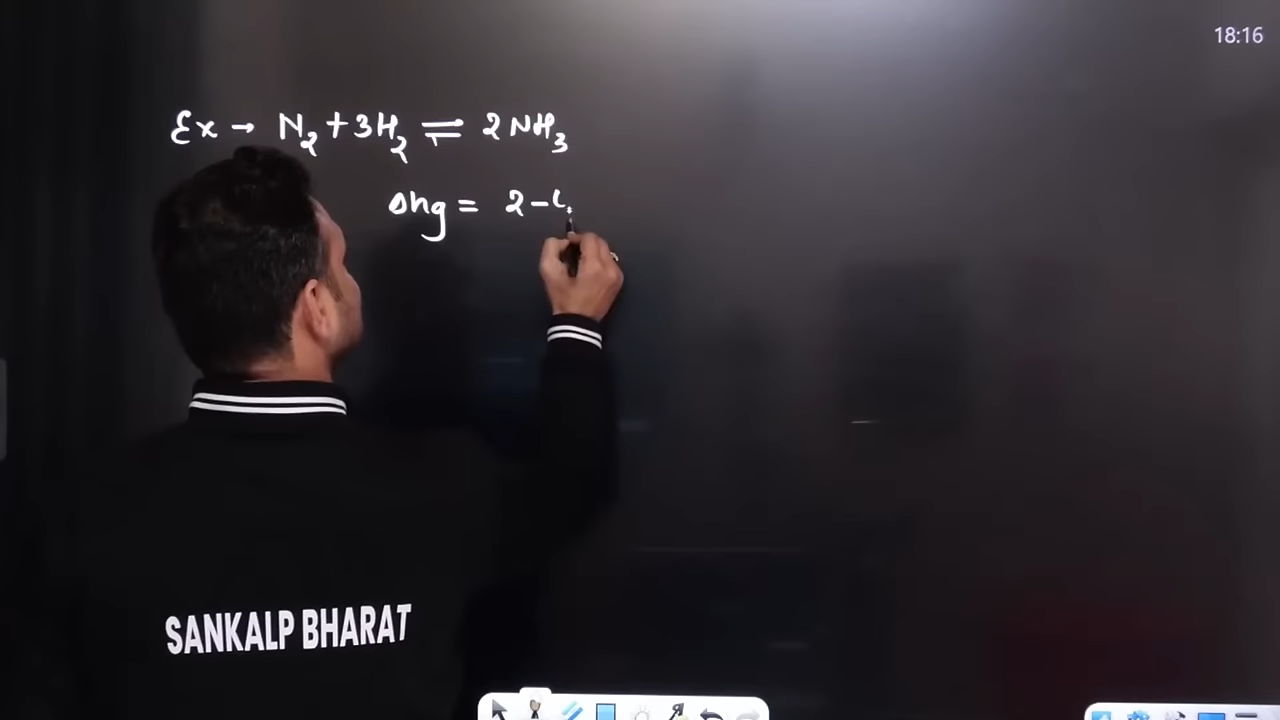 18:16
Ex → N₂ + 3H₂ ⇌ 2NH₃
Δng = 2 -
SANKALP BHARAT